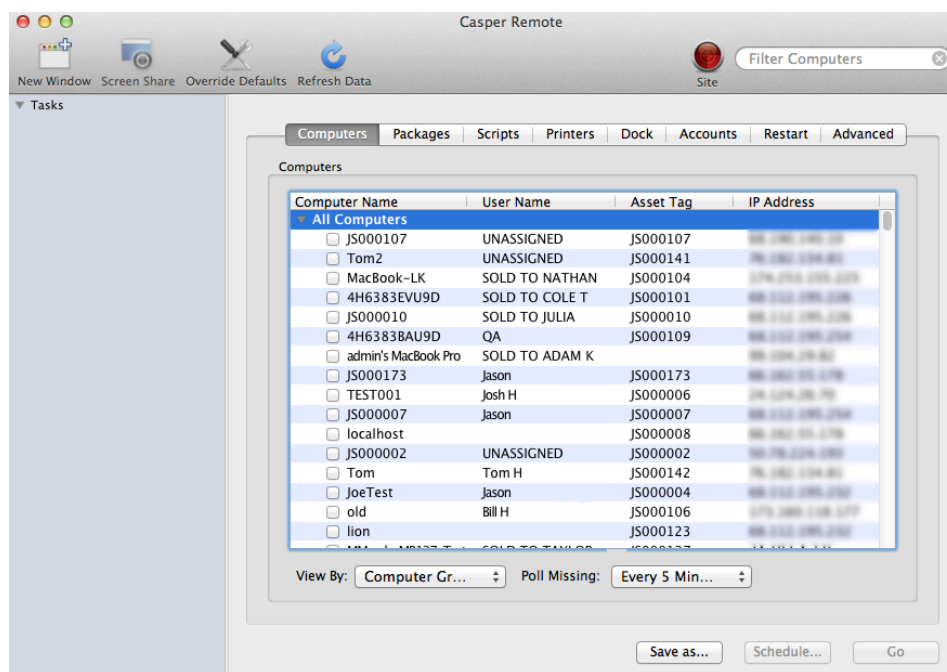 Casper Remote
New Window Screen Share Override Defaults Refresh Data Site Filter Computers
Tasks
Computers Packages Scripts Printers Dock Accounts Restart Advanced
Computers
Computer Name User Name Asset Tag IP Address
All Computers
JS000107 UNASSIGNED JS000107
Tom2 UNASSIGNED JS000141
MacBook-LK SOLD TO NATHAN JS000104
4H6383EVU9D SOLD TO COLE T JS000101
JS000010 SOLD TO JULIA JS000010
4H6383BAU9D QA JS000109
admin's MacBook Pro SOLD TO ADAM K
JS000173 Jason JS000173
TEST001 Josh H JS000006
JS000007 Jason JS000007
localhost JS000008
JS000002 UNASSIGNED JS000002
Tom Tom H JS000142
JoeTest Jason JS000004
old Bill H JS000106
lion JS000123
SOLD TO TAYLOR
View By: Computer Gr... Poll Missing: Every 5 Min...
Save as... Schedule... Go